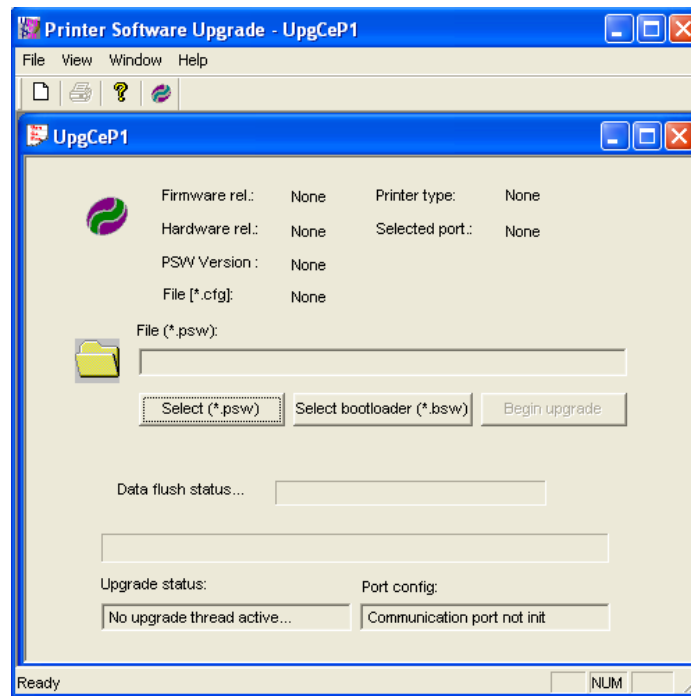 Printer Software Upgrade - UpgCeP1
File View Window Help
UpgCeP1
Firmware rel.: None Printer type: None
Hardware rel.: None Selected port.: None
PSW Version : None
File [*.cfg]: None
File (*.psw):
Select (*.psw) Select bootloader (*.bsw) Begin upgrade
Data flush status...
Upgrade status: Port config:
No upgrade thread active... Communication port not init
Ready NUM